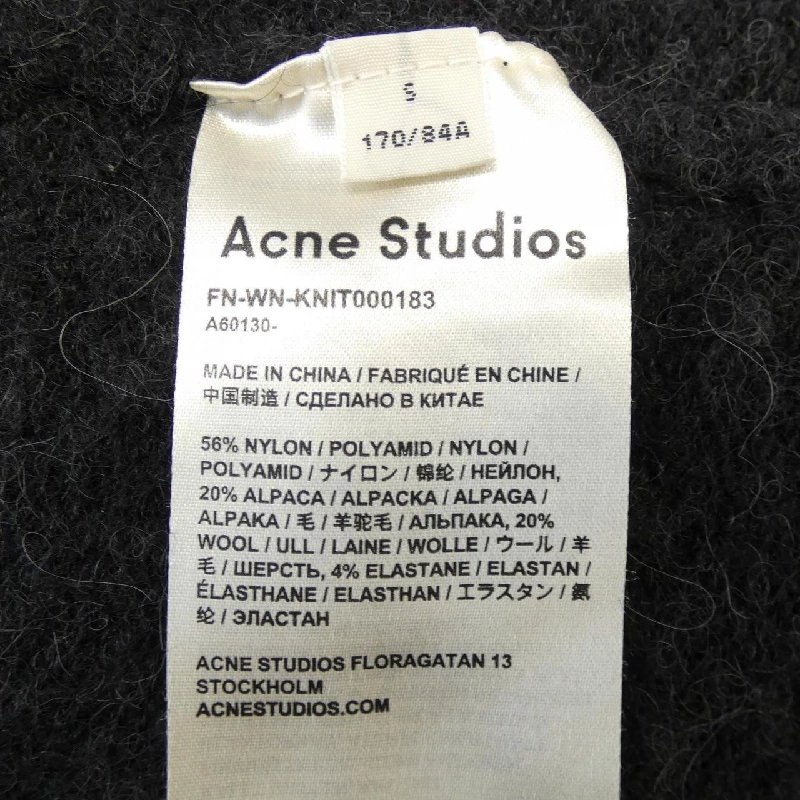 S
170/84A
Acne Studios
FN-WN-KNIT000183
A60130-
MADE IN CHINA / FABRIQUÉ EN CHINE /
中国制造 / СДЕЛАНО В КИТАЕ
56% NYLON / POLYAMID / NYLON /
POLYAMID / ナイロン / 锦纶 / НЕЙЛОН,
20% ALPACA / ALPACKA / ALPAGA /
ALPAKA / 毛 / 羊驼毛 / АЛЬПАКА, 20%
WOOL / ULL / LAINE / WOLLE / ウール / 羊
毛 / ШЕРСТЬ, 4% ELASTANE / ELASTAN /
ÉLASTHANE / ELASTHAN / エラスタン / 氨
纶 / ЭЛАСТАН
ACNE STUDIOS FLORAGATAN 13
STOCKHOLM
ACNESTUDIOS.COM